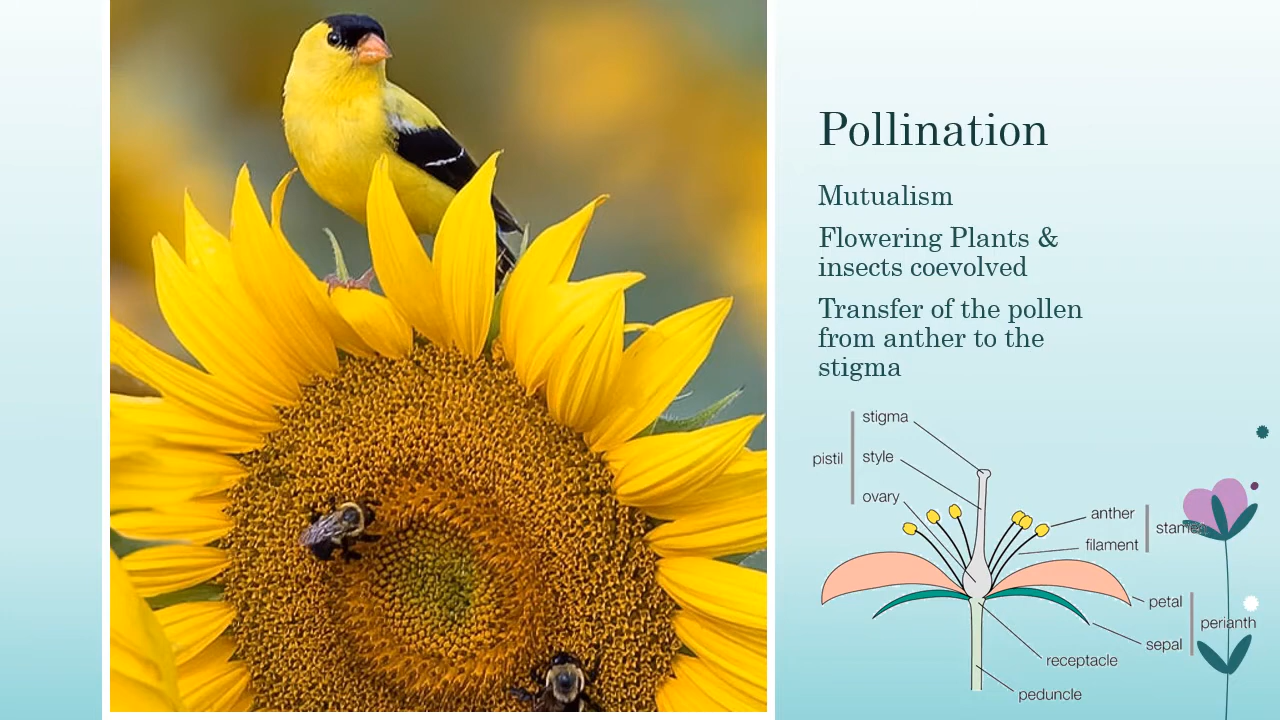 Pollination
Mutualism
Flowering Plants &
insects coevolved
Transfer of the pollen
from anther to the
stigma
stigma
pistil
style
ovary
anther
stamen
filament
petal
perianth
sepal
receptacle
peduncle